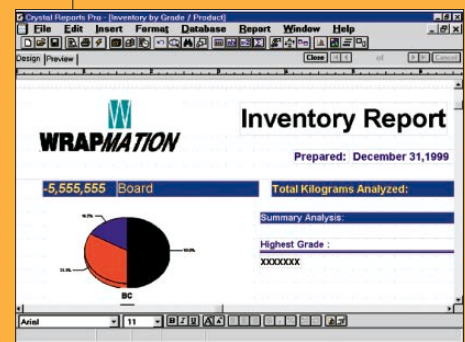 Crystal Reports Pro - [Inventory by Grade / Product]
File Edit Insert Format Database Report Window Help
Design Preview Close of Cancel
WRAPMATION
Inventory Report
Prepared: December 31,1999
-5,555,555 Board
Total Kilograms Analyzed:
Summary Analysis:
Highest Grade :
XXXXXXX
BC
Arial 11 B I U